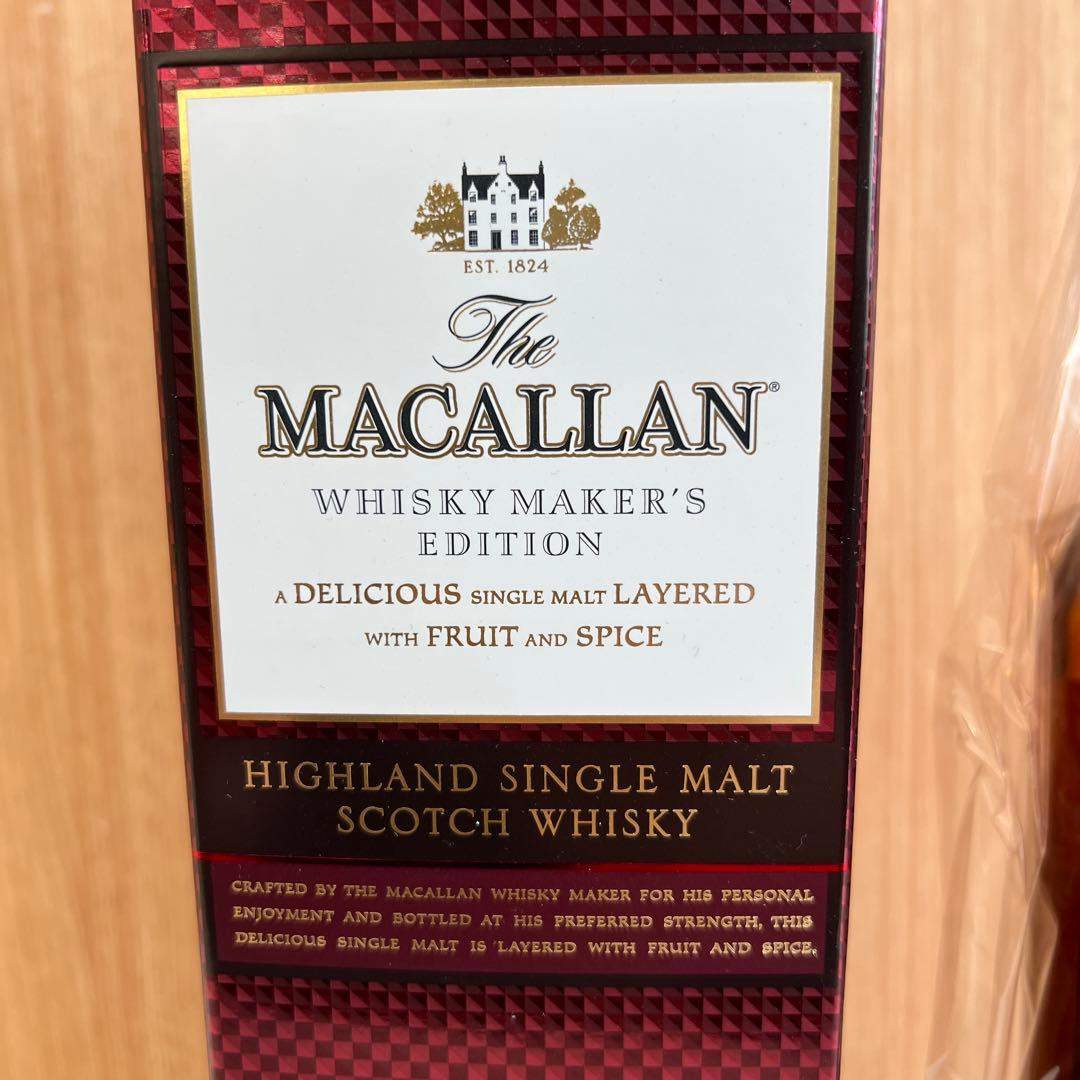 EST. 1824
The
MACALLAN®
WHISKY MAKER'S
EDITION
A DELICIOUS SINGLE MALT LAYERED
WITH FRUIT AND SPICE
HIGHLAND SINGLE MALT
SCOTCH WHISKY
CRAFTED BY THE MACALLAN WHISKY MAKER FOR HIS PERSONAL
ENJOYMENT AND BOTTLED AT HIS PREFERRED STRENGTH, THIS
DELICIOUS SINGLE MALT IS LAYERED WITH FRUIT AND SPICE.